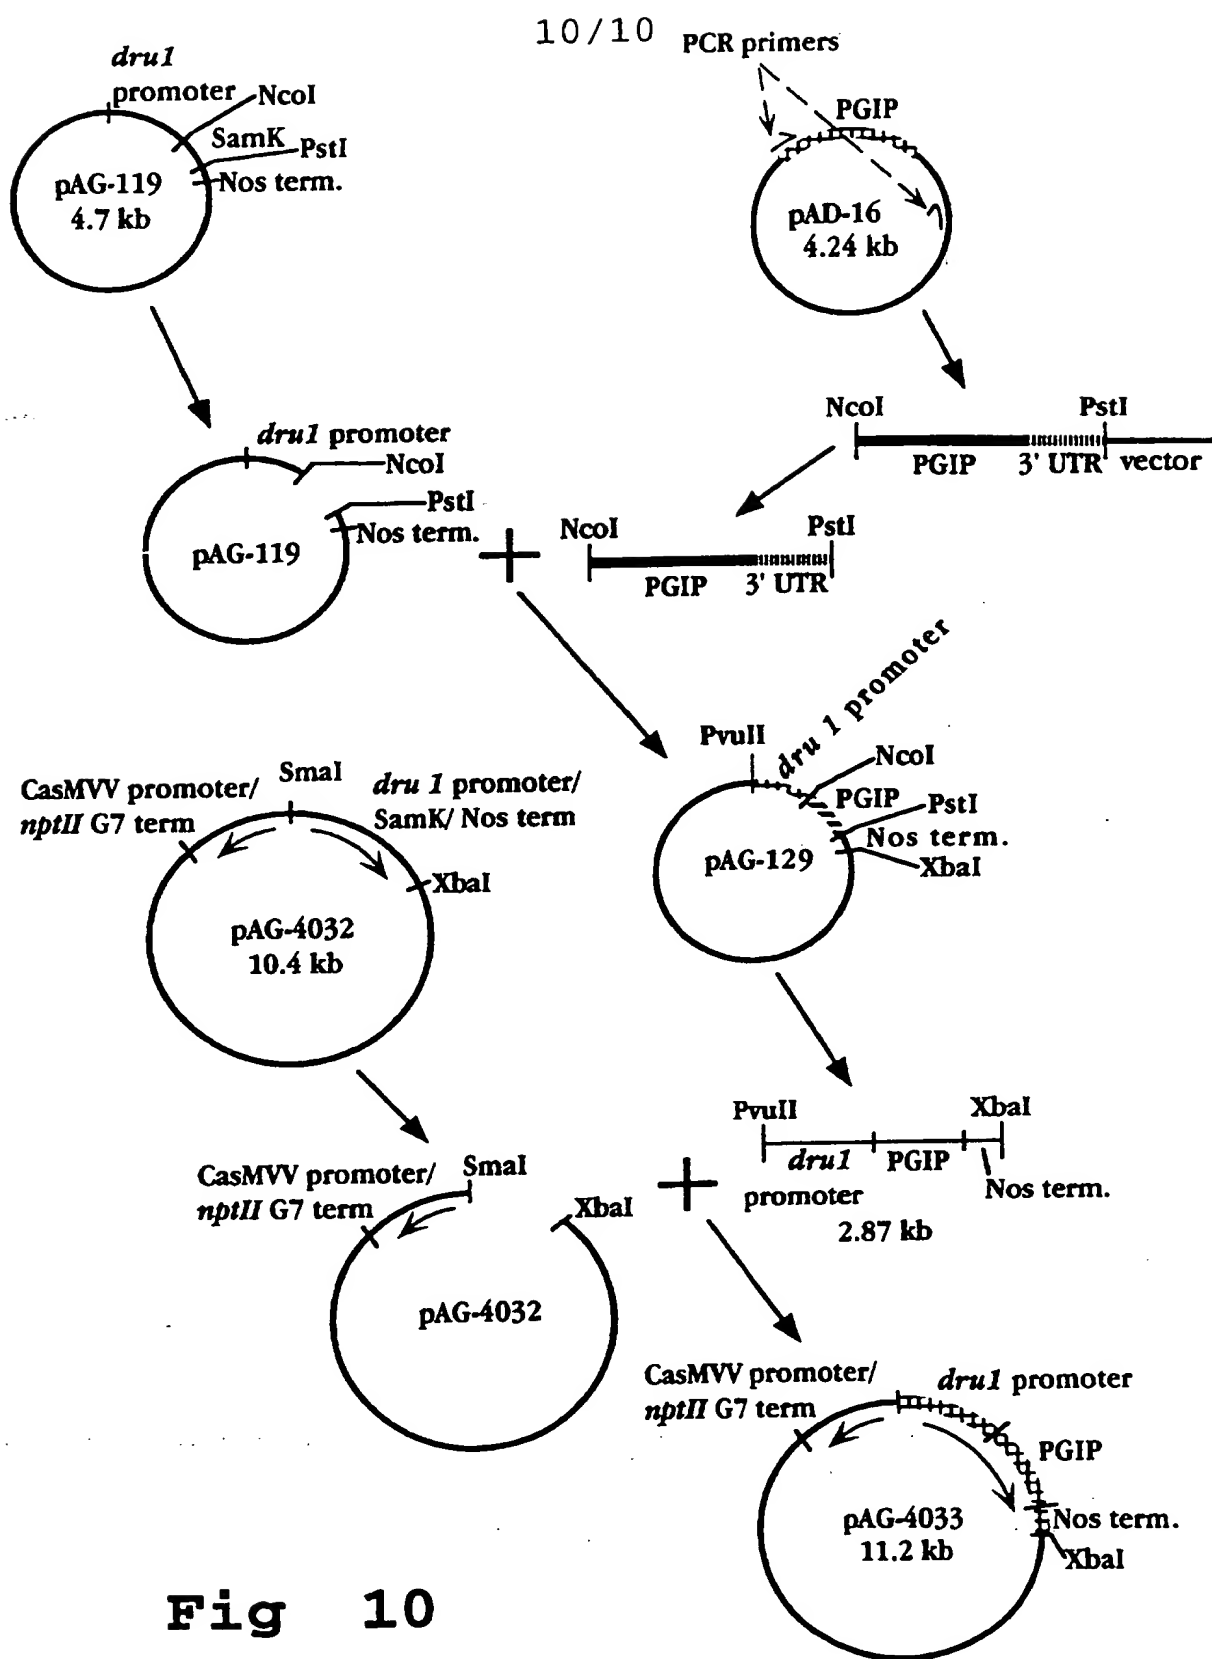 10/10
dru1
promoter
NcoI
SamK
PstI
Nos term.
pAG-119
4.7 kb
PCR primers
PGIP
pAD-16
4.24 kb
NcoI
PstI
PGIP
3' UTR
vector
dru1 promoter
NcoI
PstI
Nos term.
pAG-119
+
NcoI
PstI
PGIP
3' UTR
CasMVV promoter/
nptII G7 term
SmaI
dru 1 promoter/
SamK/ Nos term
XbaI
pAG-4032
10.4 kb
PvuII
dru 1 promoter
NcoI
PGIP
PstI
Nos term.
XbaI
pAG-129
CasMVV promoter/
nptII G7 term
SmaI
XbaI
pAG-4032
+
PvuII
XbaI
dru1
promoter
PGIP
Nos term.
2.87 kb
CasMVV promoter/
nptII G7 term
dru1 promoter
PGIP
Nos term.
XbaI
pAG-4033
11.2 kb
Fig 10